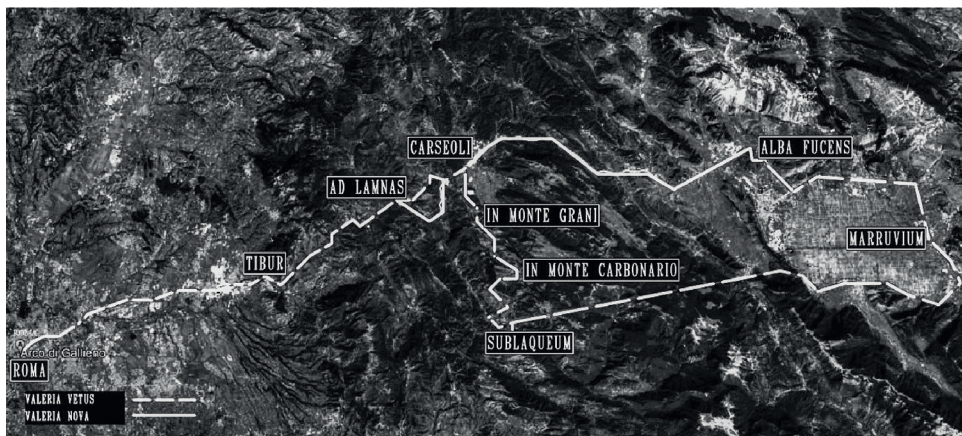 CARSEOLI
ALBA FUCENS
AD LAMNAS
IN MONTE GRANI
MARRUVIUM
TIBUR
IN MONTE CARBONARIO
SUBLAQUEUM
Arco di Gallieno
ROMA
VALERIA VETUS
VALERIA NOVA